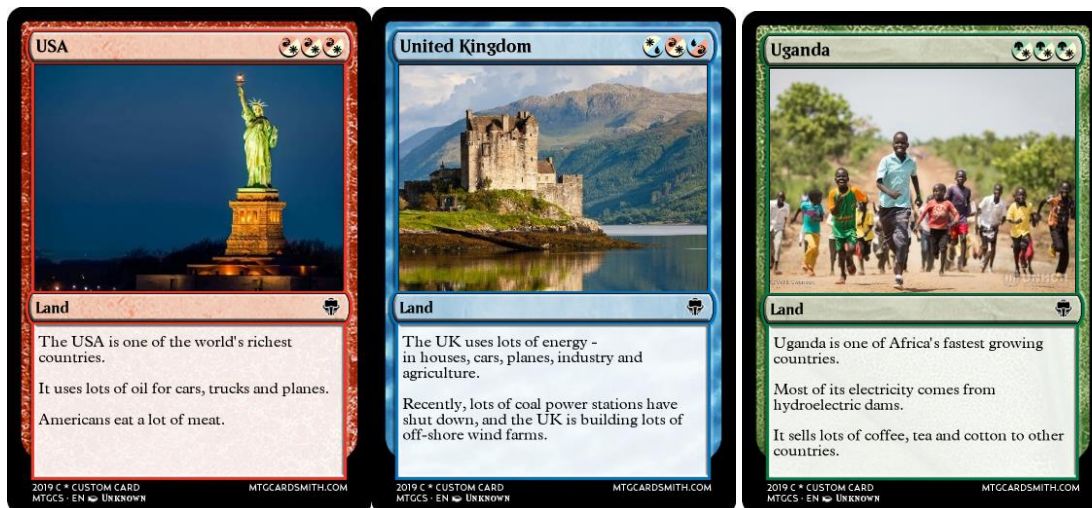 USA
Land
The USA is one of the world's richest
countries.
It uses lots of oil for cars, trucks and planes.
Americans eat a lot of meat.
2019 C * CUSTOM CARD
MTGCS · EN UNKNOWN
MTGCARDSMITH.COM
United Kingdom
Land
The UK uses lots of energy -
in houses, cars, planes, industry and
agriculture.
Recently, lots of coal power stations have
shut down, and the UK is building lots of
off-shore wind farms.
2019 C * CUSTOM CARD
MTGCS · EN UNKNOWN
MTGCARDSMITH.COM
Uganda
Land
Uganda is one of Africa's fastest growing
countries.
Most of its electricity comes from
hydroelectric dams.
It sells lots of coffee, tea and cotton to other
countries.
2019 C * CUSTOM CARD
MTGCS · EN UNKNOWN
MTGCARDSMITH.COM